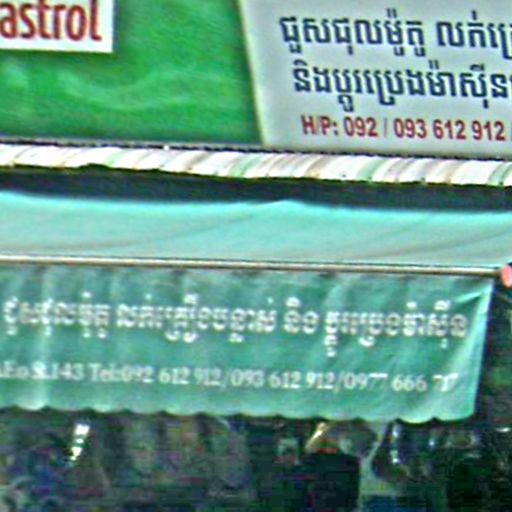 astrol
ជួសជុលម៉ូតូ លក់គ្រ
និងប្តូរប្រេងម៉ាស៊ីន
H/P: 092 / 093 612 912 /
ជួសជុលម៉ូតូ លក់គ្រឿងបន្លាស់ និង ប្តូរប្រេងម៉ាស៊ីន
St.143 Tel:092 612 912/093 612 912/0977 666 717